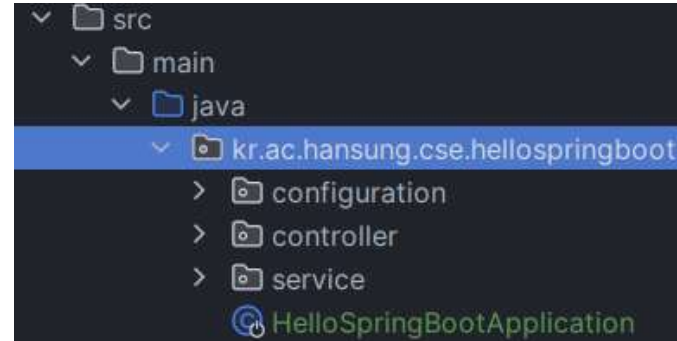 src
main
java
kr.ac.hansung.cse.hellospringboot
configuration
controller
service
HelloSpringBootApplication